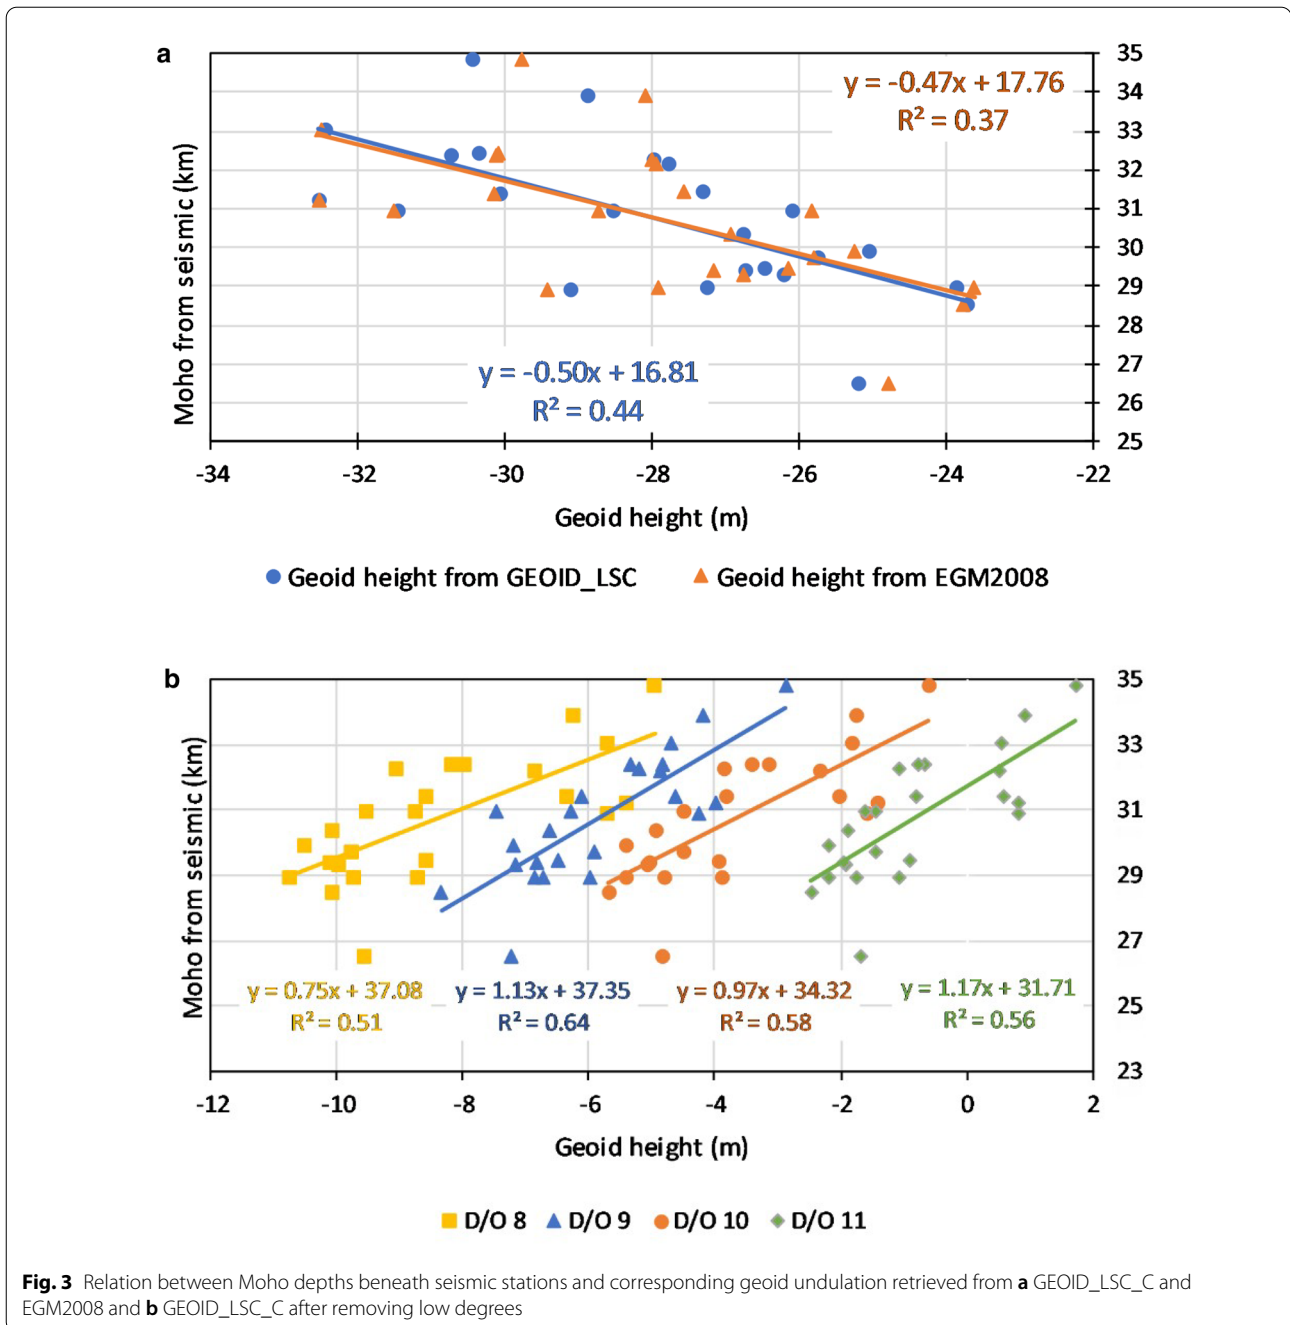 a
35
34
33
32
31
30
29
28
27
26
25
Moho from seismic (km)
y = -0.47x + 17.76
R² = 0.37
y = -0.50x + 16.81
R² = 0.44
-34 -32 -30 -28 -26 -24 -22
Geoid height (m)
Geoid height from GEOID_LSC Geoid height from EGM2008
b
35
33
31
29
27
25
23
Moho from seismic (km)
y = 0.75x + 37.08
R² = 0.51
y = 1.13x + 37.35
R² = 0.64
y = 0.97x + 34.32
R² = 0.58
y = 1.17x + 31.71
R² = 0.56
-12 -10 -8 -6 -4 -2 0 2
Geoid height (m)
D/O 8 D/O 9 D/O 10 D/O 11
Fig. 3 Relation between Moho depths beneath seismic stations and corresponding geoid undulation retrieved from a GEOID_LSC_C and
EGM2008 and b GEOID_LSC_C after removing low degrees